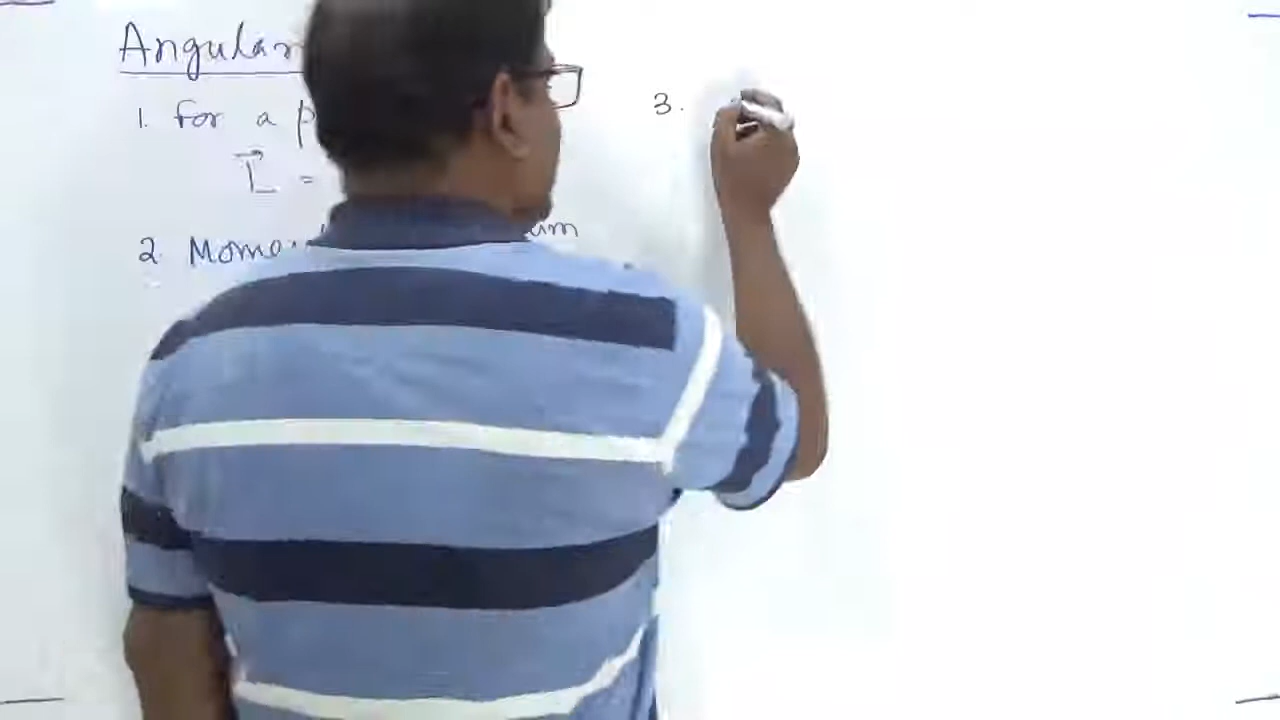 Angular
1. For a p
L⃗ =
2 Mome um
3.